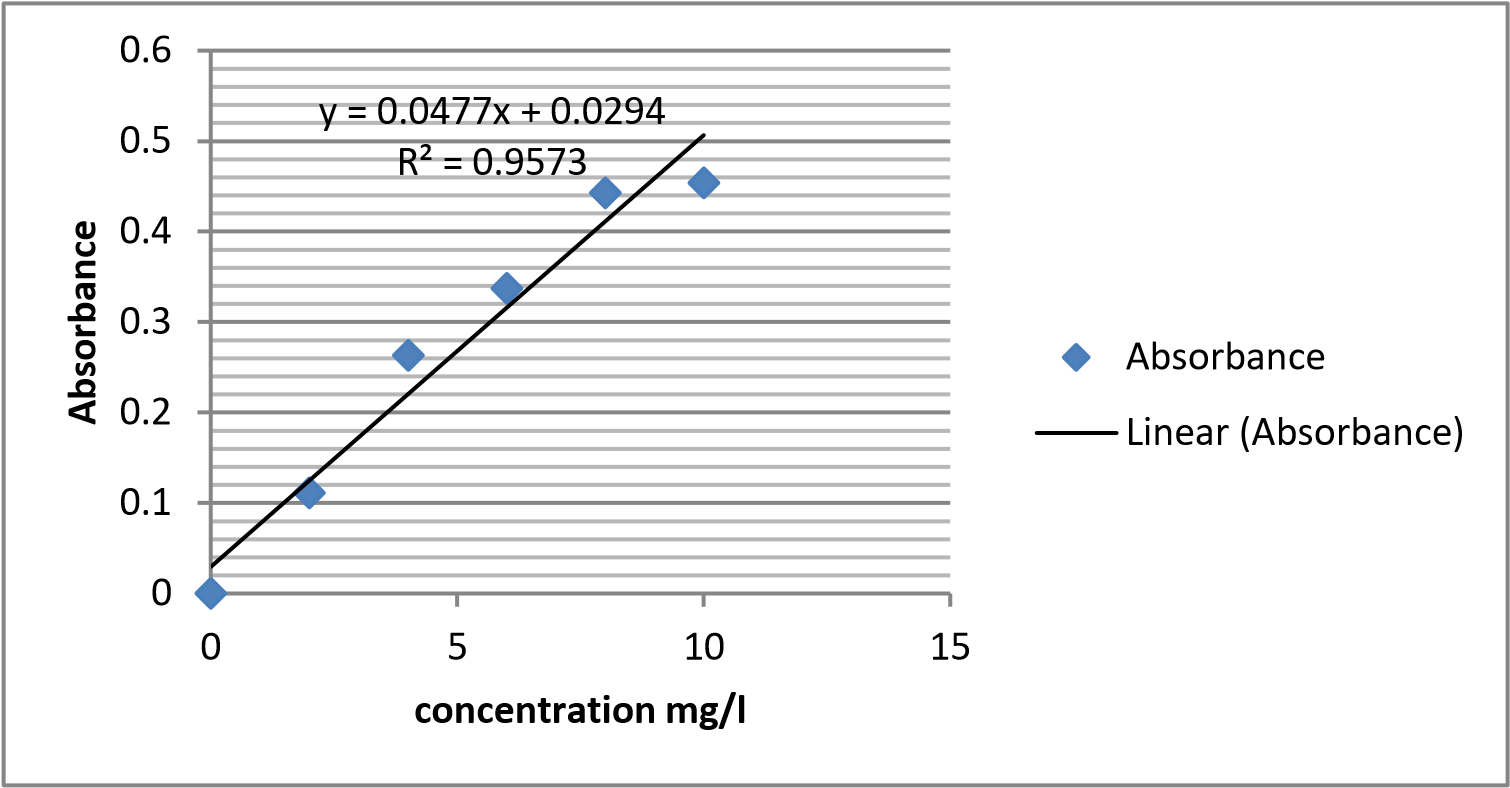 0.6
y = 0.0477x + 0.0294
R² = 0.9573
0.5
0.4
0.3
0.2
0.1
0
Absorbance
0 5 10 15
concentration mg/l
Absorbance
Linear (Absorbance)